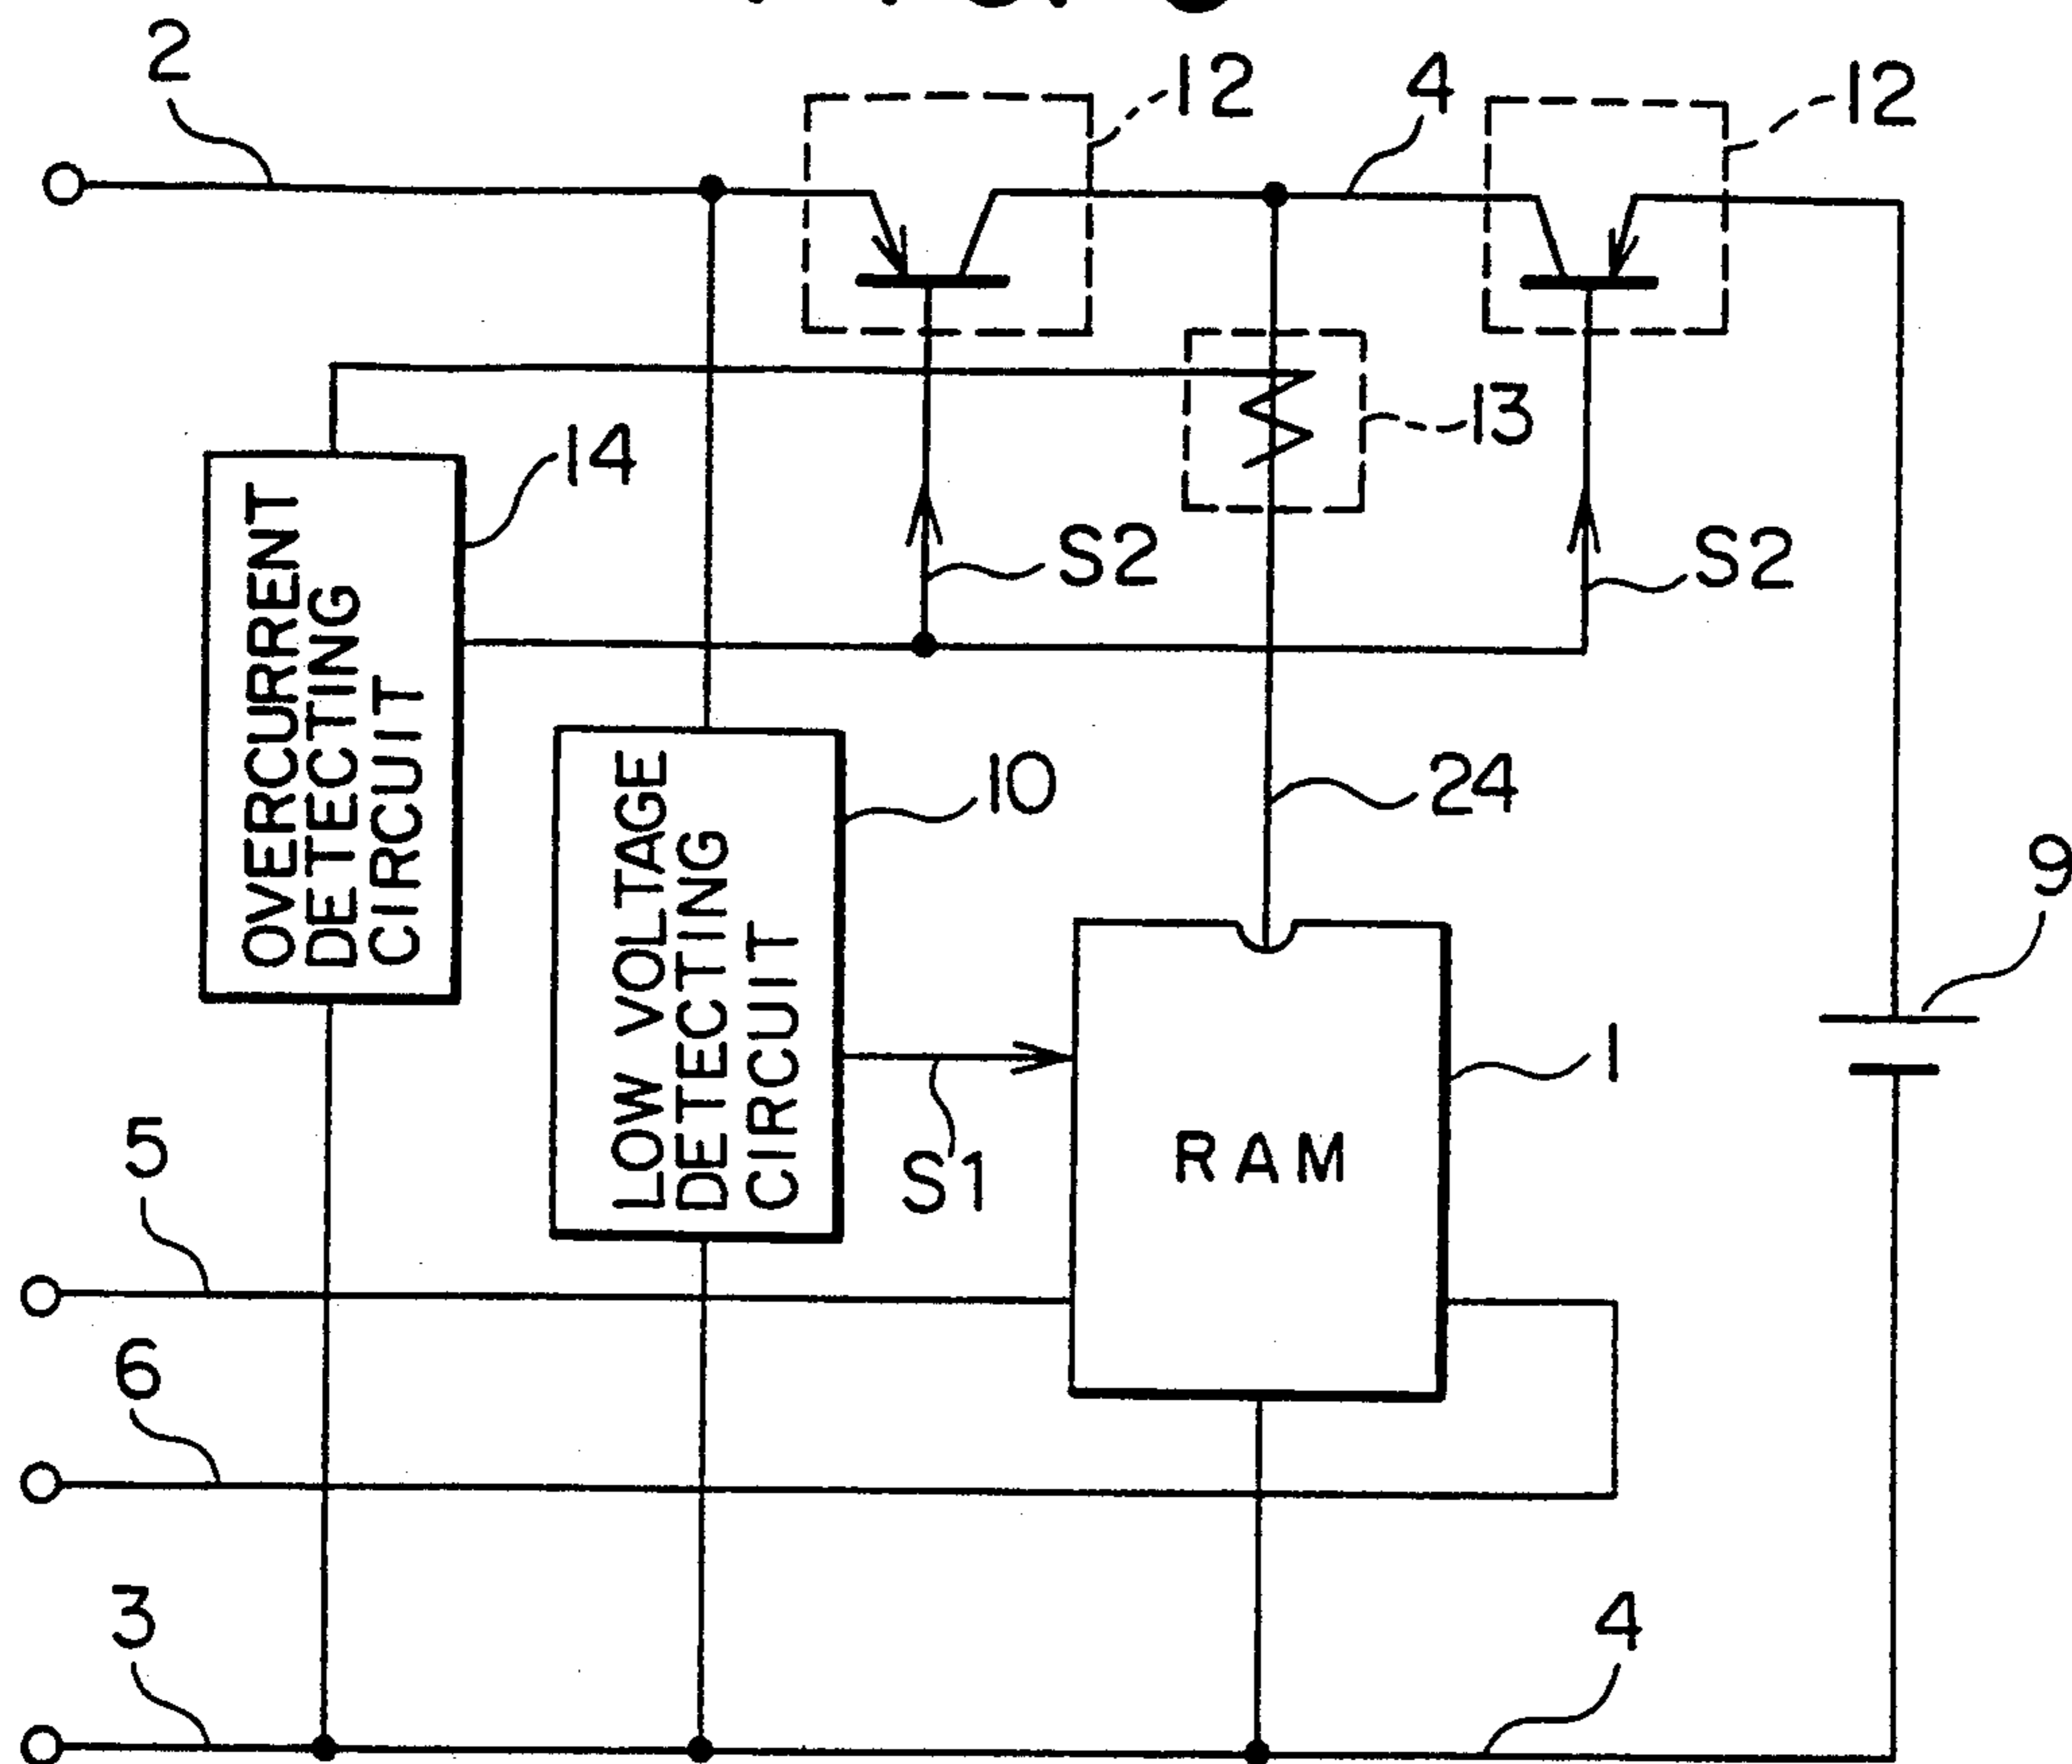 2
12
4
12
13
14
S2
S2
OVERCURRENT
DETECTING
CIRCUIT
LOW VOLTAGE
DETECTING
CIRCUIT
10
24
9
1
S1
RAM
5
6
3
4